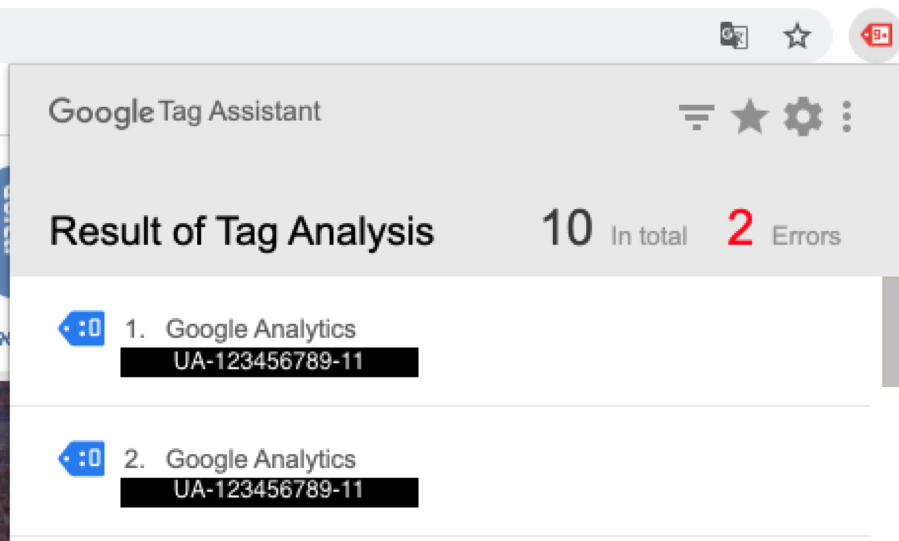 Google Tag Assistant
Result of Tag Analysis 10 In total 2 Errors
1. Google Analytics
UA-123456789-11
2. Google Analytics
UA-123456789-11